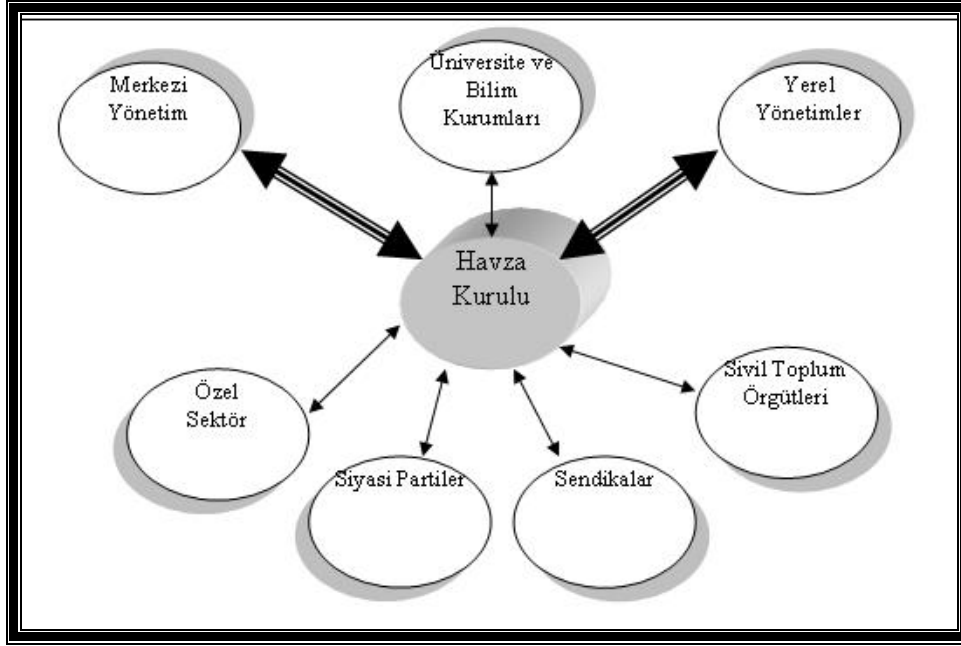 Merkezi
Yönetim
Üniversite ve
Bilim
Kurumları
Yerel
Yönetimler
Havza
Kurulu
Özel
Sektör
Siyasi Partiler
Sendikalar
Sivil Toplum
Örgütleri